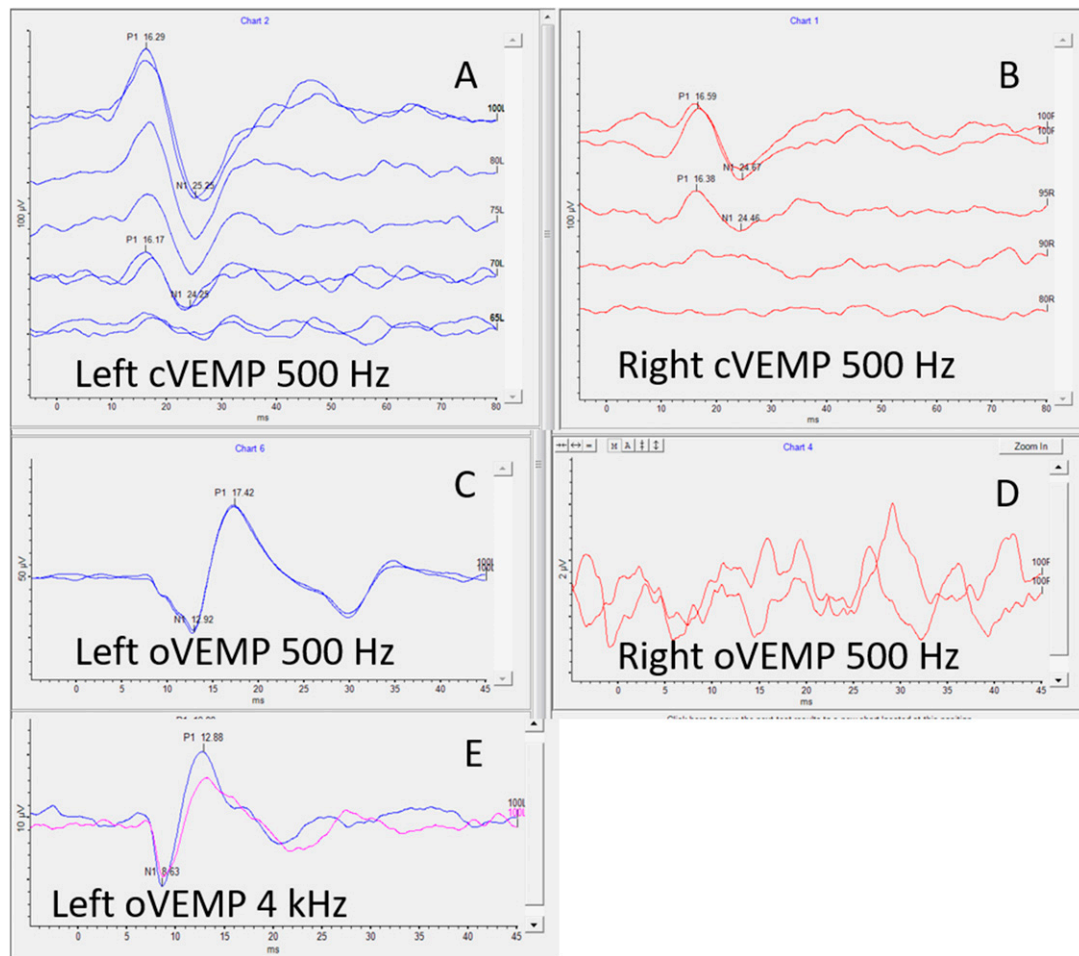 Chart 2
P1 16.29
A
100L
80L
N1 25.25
75L
100 µV
P1 16.17
70L
N1 24.25
65L
Left cVEMP 500 Hz
0 10 20 30 40 50 60 70 80
ms
Chart 1
B
P1 16.59
100R
100R
N1 24.67
P1 16.38
95R
100 µV
N1 24.46
90R
80R
Right cVEMP 500 Hz
0 10 20 30 40 50 60 70 80
ms
Chart 6
C
P1 17.42
50 µV
100L
N1 12.92
Left oVEMP 500 Hz
0 5 10 15 20 25 30 35 40 45
ms
M A
Chart 4
Zoom In
D
2 µV
100R
100R
Right oVEMP 500 Hz
0 5 10 15 20 25 30 35 40 45
ms
P1 12.88
E
100L
10 µV
N1 8.63
Left oVEMP 4 kHz
0 5 10 15 20 25 30 35 40 45
ms